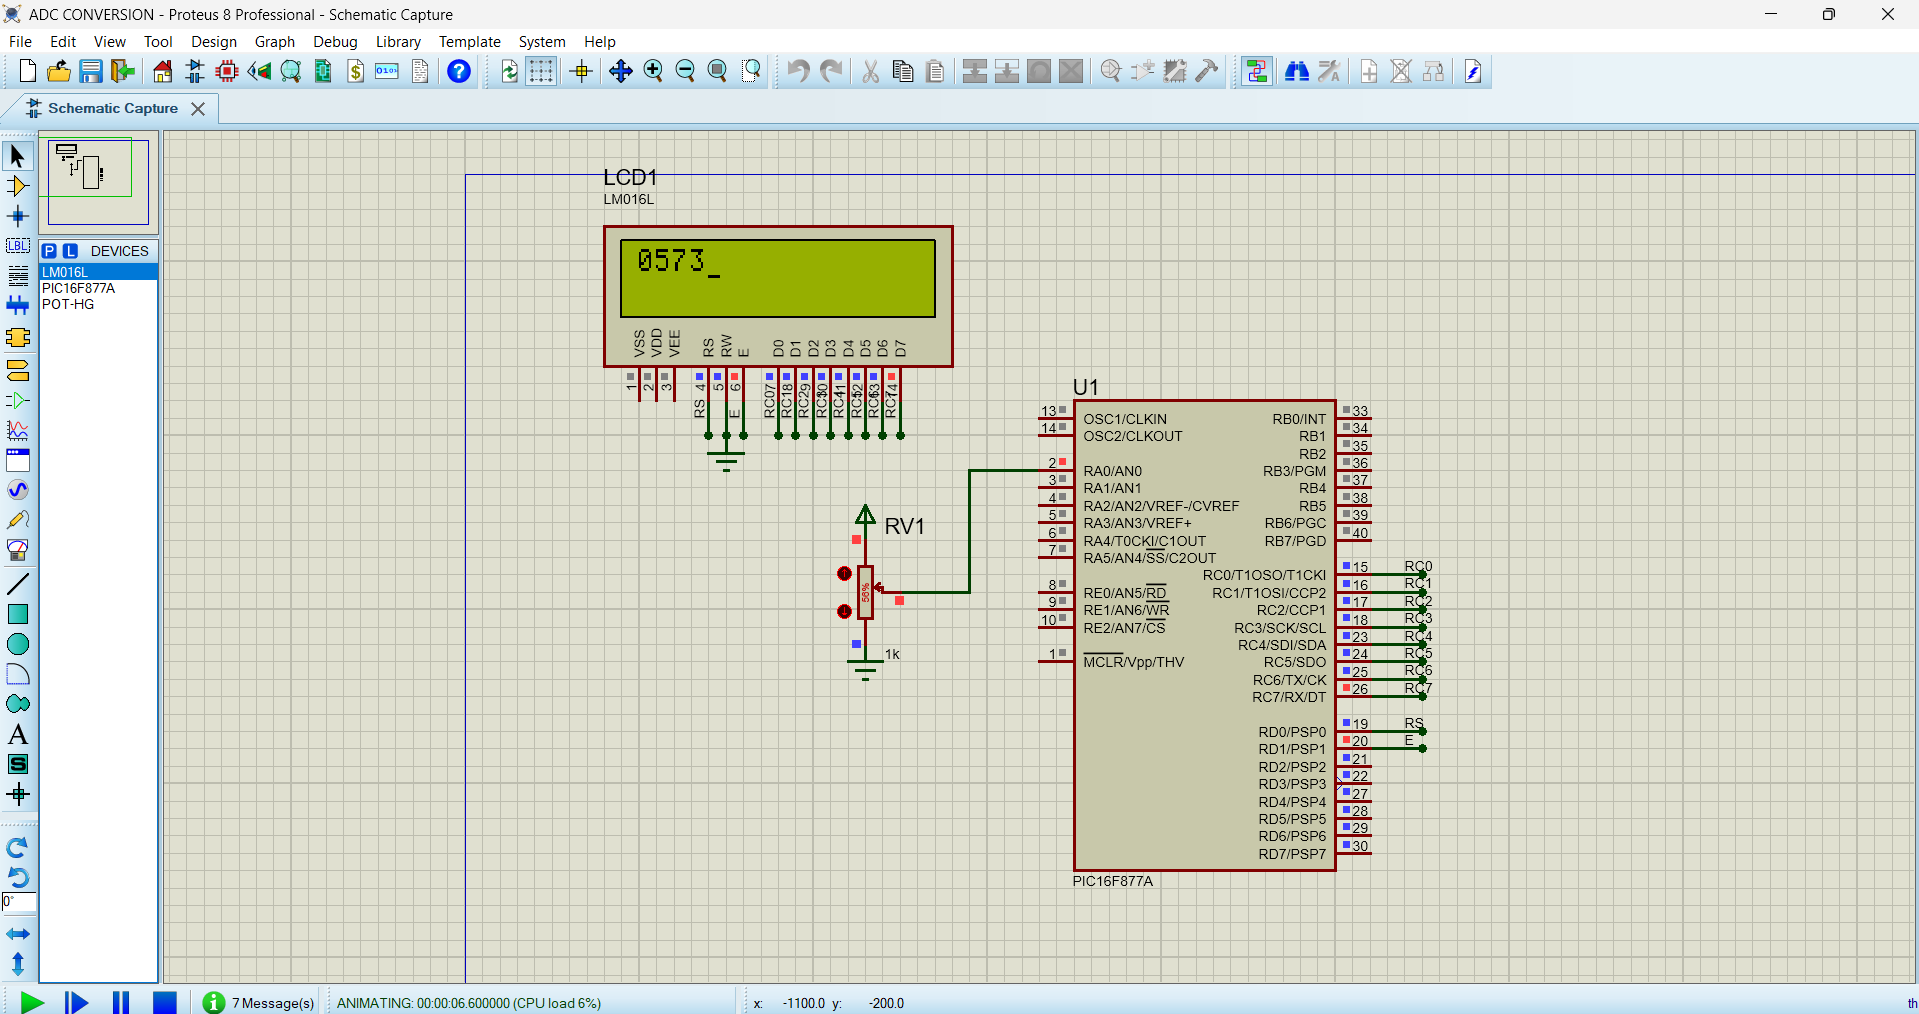 ADC CONVERSION - Proteus 8 Professional - Schematic Capture
File Edit View Tool Design Graph Debug Library Template System Help
Schematic Capture
P L DEVICES
LM016L
PIC16F877A
POT-HG
LBL
A
S
0°
LCD1
LM016L
0573_
VSS VDD VEE RS RW E D0 D1 D2 D3 D4 D5 D6 D7
1 2 3 4 5 6 7 8 9 10 11 12 13 14
RS E RC0 RC1 RC2 RC3 RC4 RC5 RC6 RC7
RV1
56%
1k
U1
13 OSC1/CLKIN
14 OSC2/CLKOUT
2 RA0/AN0
3 RA1/AN1
4 RA2/AN2/VREF-/CVREF
5 RA3/AN3/VREF+
6 RA4/T0CKI/C1OUT
7 RA5/AN4/SS/C2OUT
8 RE0/AN5/RD
9 RE1/AN6/WR
10 RE2/AN7/CS
1 MCLR/Vpp/THV
RB0/INT 33
RB1 34
RB2 35
RB3/PGM 36
RB4 37
RB5 38
RB6/PGC 39
RB7/PGD 40
RC0/T1OSO/T1CKI 15 RC0
RC1/T1OSI/CCP2 16 RC1
RC2/CCP1 17 RC2
RC3/SCK/SCL 18 RC3
RC4/SDI/SDA 23 RC4
RC5/SDO 24 RC5
RC6/TX/CK 25 RC6
RC7/RX/DT 26 RC7
RD0/PSP0 19 RS
RD1/PSP1 20 E
RD2/PSP2 21
RD3/PSP3 22
RD4/PSP4 27
RD5/PSP5 28
RD6/PSP6 29
RD7/PSP7 30
PIC16F877A
7 Message(s) ANIMATING: 00:00:06.600000 (CPU load 6%) x: -1100.0 y: -200.0 th